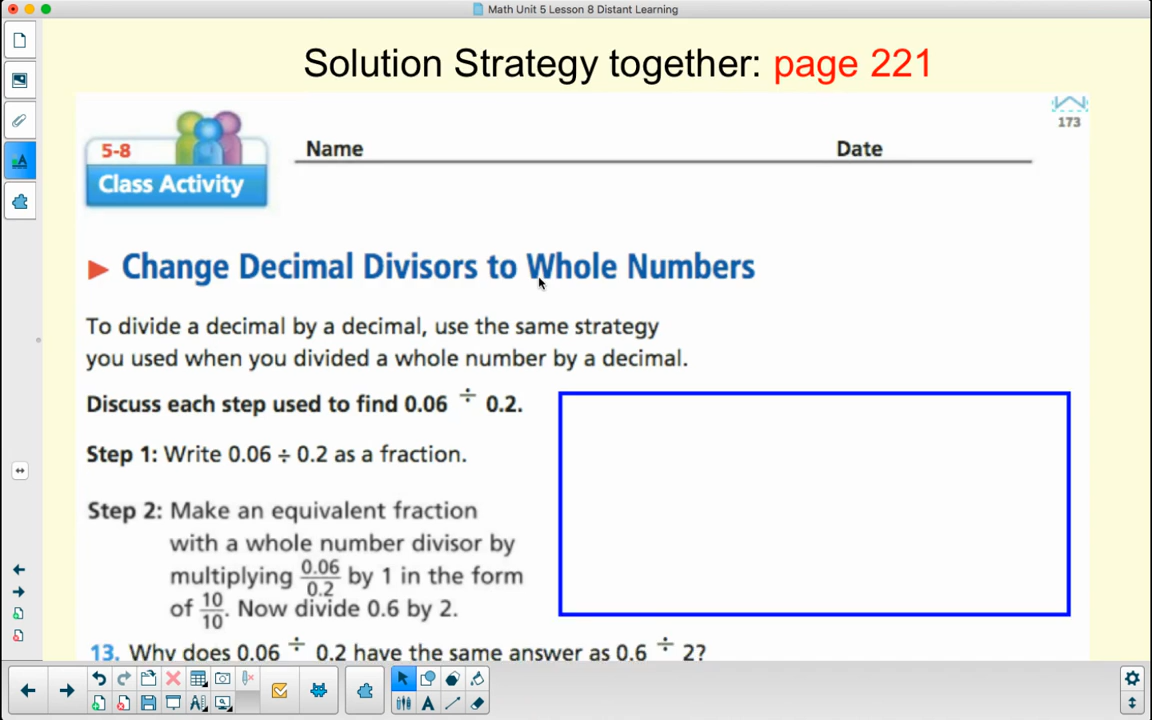 Math Unit 5 Lesson 8 Distant Learning
Solution Strategy together: page 221
173
5-8
Class Activity
Name
Date
Change Decimal Divisors to Whole Numbers
To divide a decimal by a decimal, use the same strategy
you used when you divided a whole number by a decimal.
Discuss each step used to find 0.06 ÷ 0.2.
Step 1: Write 0.06 ÷ 0.2 as a fraction.
Step 2: Make an equivalent fraction
with a whole number divisor by
multiplying 0.06/0.2 by 1 in the form
of 10/10. Now divide 0.6 by 2.
13. Why does 0.06 ÷ 0.2 have the same answer as 0.6 ÷ 2?